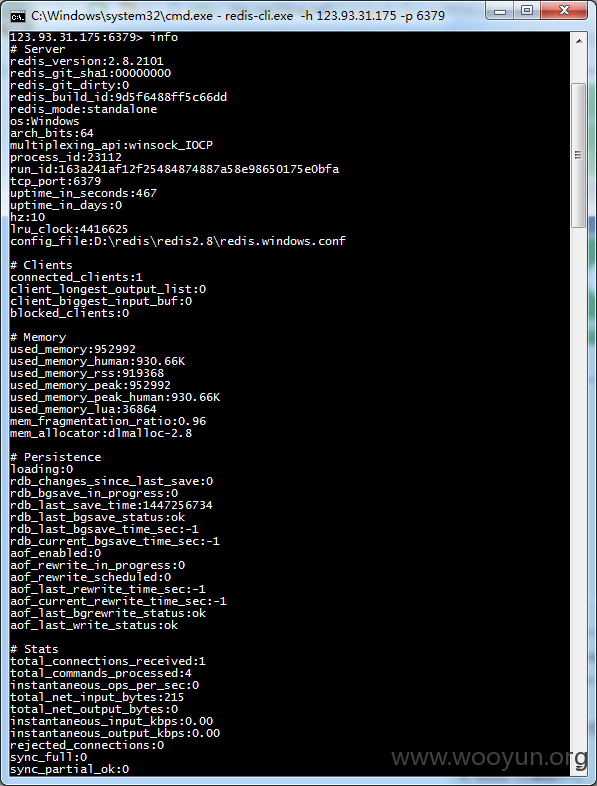 C:\Windows\system32\cmd.exe - redis-cli.exe -h 123.93.31.175 -p 6379
123.93.31.175:6379> info
# Server
redis_version:2.8.2101
redis_git_sha1:00000000
redis_git_dirty:0
redis_build_id:9d5f6488ff5c66dd
redis_mode:standalone
os:Windows
arch_bits:64
multiplexing_api:winsock_IOCP
process_id:23112
run_id:163a241af12f25484874887a58e98650175e0bfa
tcp_port:6379
uptime_in_seconds:467
uptime_in_days:0
hz:10
lru_clock:4416625
config_file:D:\redis\redis2.8\redis.windows.conf
# Clients
connected_clients:1
client_longest_output_list:0
client_biggest_input_buf:0
blocked_clients:0
# Memory
used_memory:952992
used_memory_human:930.66K
used_memory_rss:919368
used_memory_peak:952992
used_memory_peak_human:930.66K
used_memory_lua:36864
mem_fragmentation_ratio:0.96
mem_allocator:dlmalloc-2.8
# Persistence
loading:0
rdb_changes_since_last_save:0
rdb_bgsave_in_progress:0
rdb_last_save_time:1447256734
rdb_last_bgsave_status:ok
rdb_last_bgsave_time_sec:-1
rdb_current_bgsave_time_sec:-1
aof_enabled:0
aof_rewrite_in_progress:0
aof_rewrite_scheduled:0
aof_last_rewrite_time_sec:-1
aof_current_rewrite_time_sec:-1
aof_last_bgrewrite_status:ok
aof_last_write_status:ok
# Stats
total_connections_received:1
total_commands_processed:4
instantaneous_ops_per_sec:0
total_net_input_bytes:215
total_net_output_bytes:0
instantaneous_input_kbps:0.00
instantaneous_output_kbps:0.00
rejected_connections:0
sync_full:0
sync_partial_ok:0
www.wooyun.org